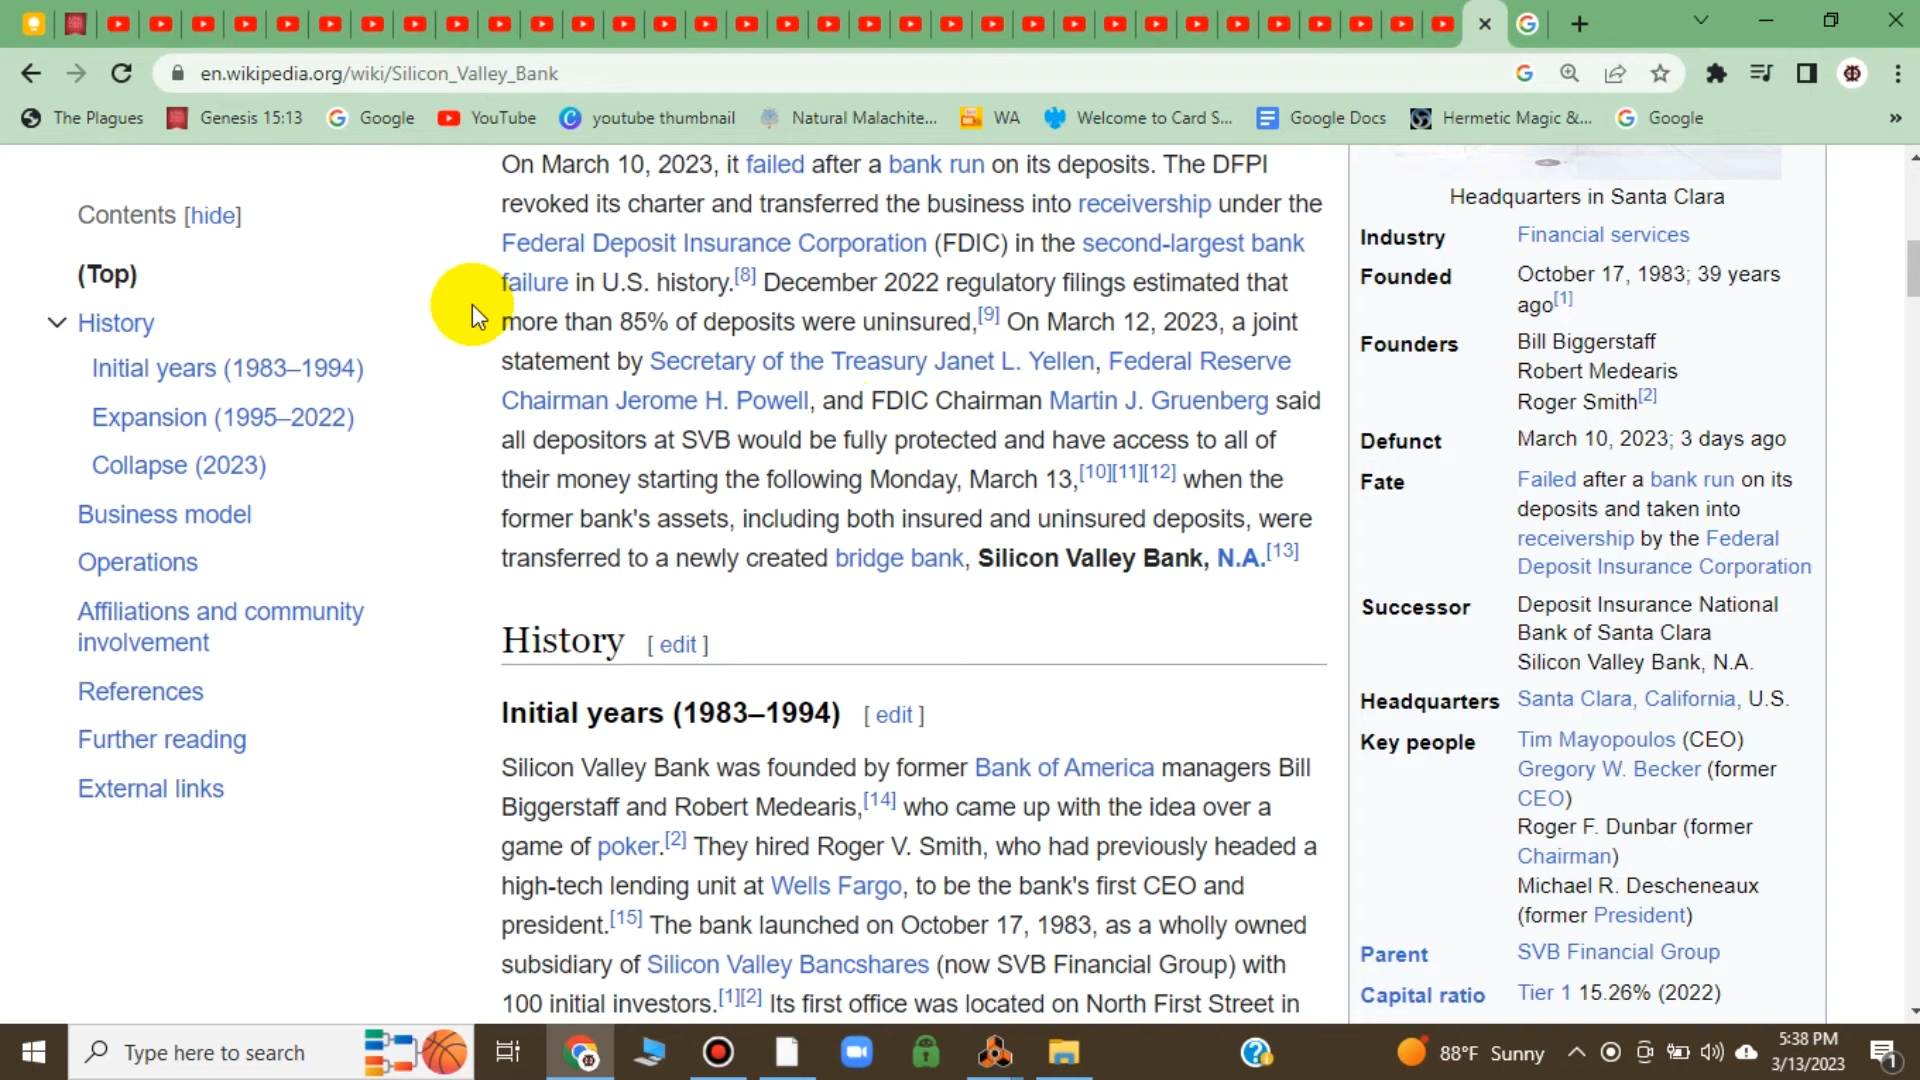 en.wikipedia.org/wiki/Silicon_Valley_Bank
The Plagues Genesis 15:13 Google YouTube youtube thumbnail Natural Malachite... WA Welcome to Card S... Google Docs Hermetic Magic &... Google »
Contents [hide]
(Top)
History
Initial years (1983–1994)
Expansion (1995–2022)
Collapse (2023)
Business model
Operations
Affiliations and community
involvement
References
Further reading
External links
On March 10, 2023, it failed after a bank run on its deposits. The DFPI
revoked its charter and transferred the business into receivership under the
Federal Deposit Insurance Corporation (FDIC) in the second-largest bank
failure in U.S. history.[8] December 2022 regulatory filings estimated that
more than 85% of deposits were uninsured,[9] On March 12, 2023, a joint
statement by Secretary of the Treasury Janet L. Yellen, Federal Reserve
Chairman Jerome H. Powell, and FDIC Chairman Martin J. Gruenberg said
all depositors at SVB would be fully protected and have access to all of
their money starting the following Monday, March 13,[10][11][12] when the
former bank's assets, including both insured and uninsured deposits, were
transferred to a newly created bridge bank, Silicon Valley Bank, N.A.[13]
History [ edit ]
Initial years (1983–1994) [ edit ]
Silicon Valley Bank was founded by former Bank of America managers Bill
Biggerstaff and Robert Medearis,[14] who came up with the idea over a
game of poker.[2] They hired Roger V. Smith, who had previously headed a
high-tech lending unit at Wells Fargo, to be the bank's first CEO and
president.[15] The bank launched on October 17, 1983, as a wholly owned
subsidiary of Silicon Valley Bancshares (now SVB Financial Group) with
100 initial investors.[1][2] Its first office was located on North First Street in
Headquarters in Santa Clara
Industry Financial services
Founded October 17, 1983; 39 years
ago[1]
Founders Bill Biggerstaff
Robert Medearis
Roger Smith[2]
Defunct March 10, 2023; 3 days ago
Fate Failed after a bank run on its
deposits and taken into
receivership by the Federal
Deposit Insurance Corporation
Successor Deposit Insurance National
Bank of Santa Clara
Silicon Valley Bank, N.A.
Headquarters Santa Clara, California, U.S.
Key people Tim Mayopoulos (CEO)
Gregory W. Becker (former
CEO)
Roger F. Dunbar (former
Chairman)
Michael R. Descheneaux
(former President)
Parent SVB Financial Group
Capital ratio Tier 1 15.26% (2022)
Type here to search
88°F Sunny
5:38 PM
3/13/2023
1